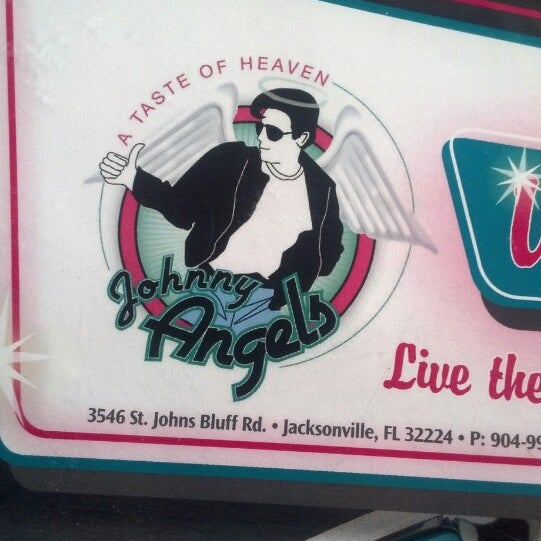 A TASTE OF HEAVEN
Johnny
Angels
Live the
3546 St. Johns Bluff Rd. • Jacksonville, FL 32224 • P: 904-99